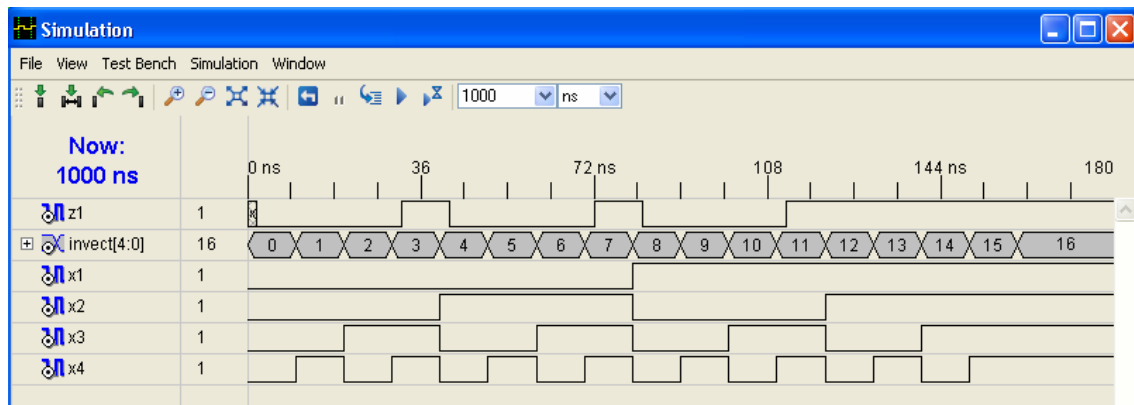 Simulation
File View Test Bench Simulation Window
1000 ns
Now:
1000 ns
0 ns 36 72 ns 108 144 ns 180
z1 1 X
invect[4:0] 16 0 1 2 3 4 5 6 7 8 9 10 11 12 13 14 15 16
x1 1
x2 1
x3 1
x4 1